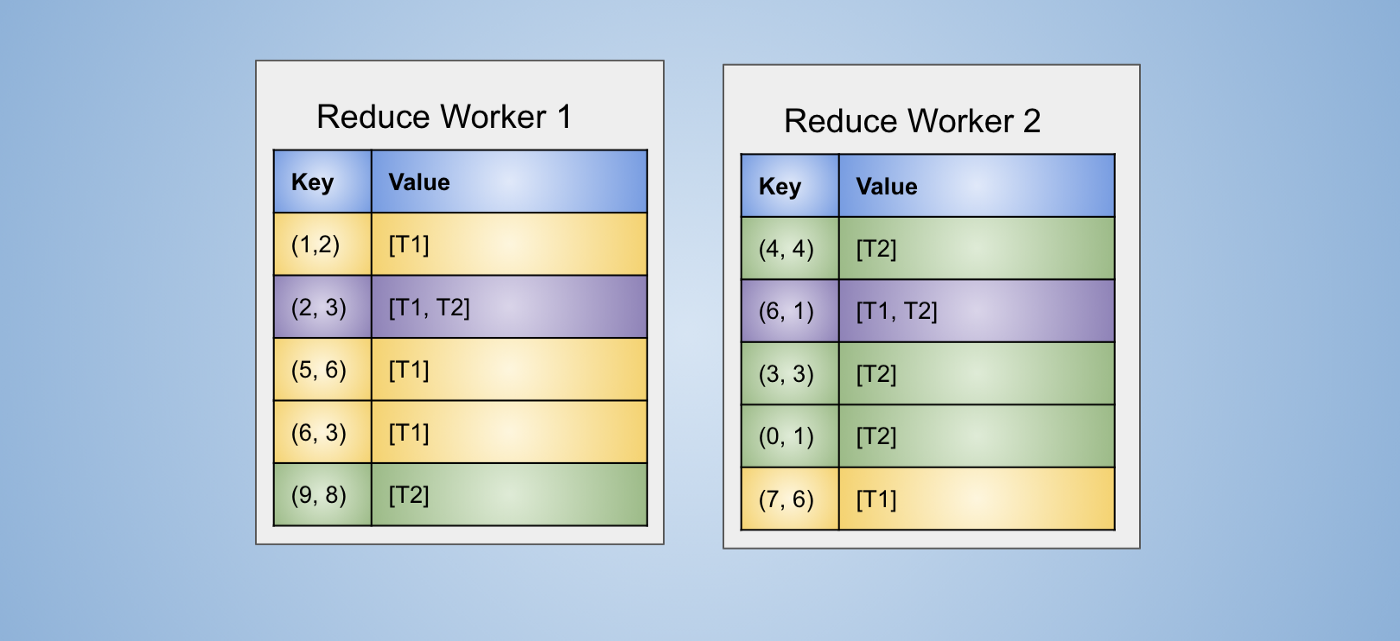 Reduce Worker 1
Key Value
(1,2) [T1]
(2, 3) [T1, T2]
(5, 6) [T1]
(6, 3) [T1]
(9, 8) [T2]
Reduce Worker 2
Key Value
(4, 4) [T2]
(6, 1) [T1, T2]
(3, 3) [T2]
(0, 1) [T2]
(7, 6) [T1]